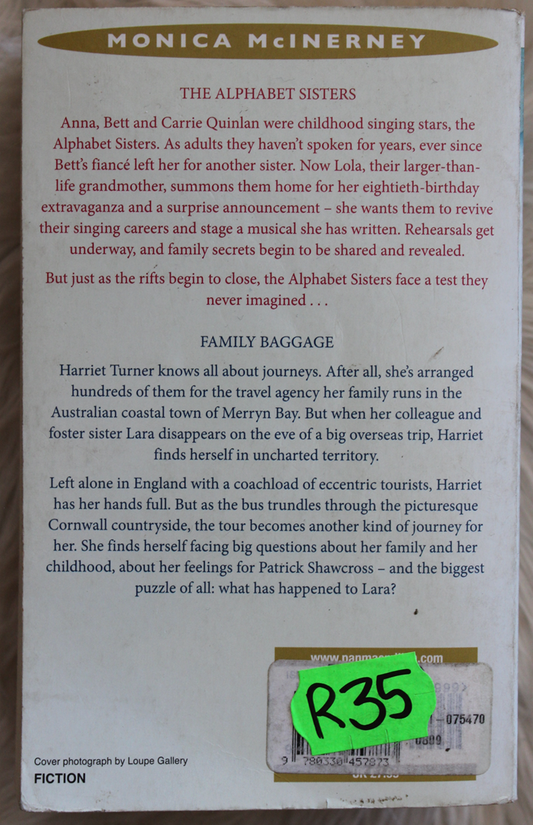 MONICA McINERNEY
THE ALPHABET SISTERS
Anna, Bett and Carrie Quinlan were childhood singing stars, the
Alphabet Sisters. As adults they haven't spoken for years, ever since
Bett's fiancé left her for another sister. Now Lola, their larger-than-
life grandmother, summons them home for her eightieth-birthday
extravaganza and a surprise announcement – she wants them to revive
their singing careers and stage a musical she has written. Rehearsals get
underway, and family secrets begin to be shared and revealed.
But just as the rifts begin to close, the Alphabet Sisters face a test they
never imagined . . .
FAMILY BAGGAGE
Harriet Turner knows all about journeys. After all, she's arranged
hundreds of them for the travel agency her family runs in the
Australian coastal town of Merryn Bay. But when her colleague and
foster sister Lara disappears on the eve of a big overseas trip, Harriet
finds herself in uncharted territory.
Left alone in England with a coachload of eccentric tourists, Harriet
has her hands full. But as the bus trundles through the picturesque
Cornwall countryside, the tour becomes another kind of journey for
her. She finds herself facing big questions about her family and her
childhood, about her feelings for Patrick Shawcross – and the biggest
puzzle of all: what has happened to Lara?
R35
-075470
0899
9 780330 457873
Cover photograph by Loupe Gallery
FICTION